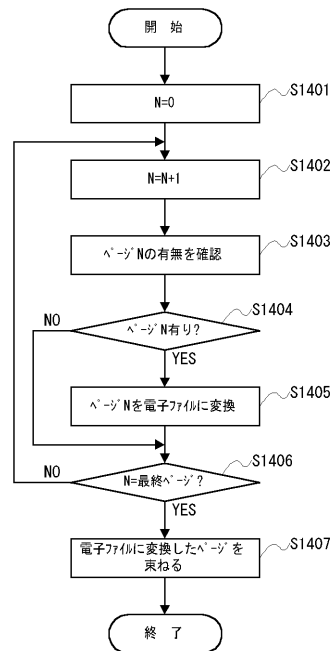 開 始
N=0
S1401
N=N+1
S1402
ﾍﾟｰｼﾞNの有無を確認
S1403
ﾍﾟｰｼﾞN有り?
S1404
NO
YES
ﾍﾟｰｼﾞNを電子ﾌｧｲﾙに変換
S1405
N=最終ﾍﾟｰｼﾞ?
S1406
NO
YES
電子ﾌｧｲﾙに変換したﾍﾟｰｼﾞを
束ねる
S1407
終 了